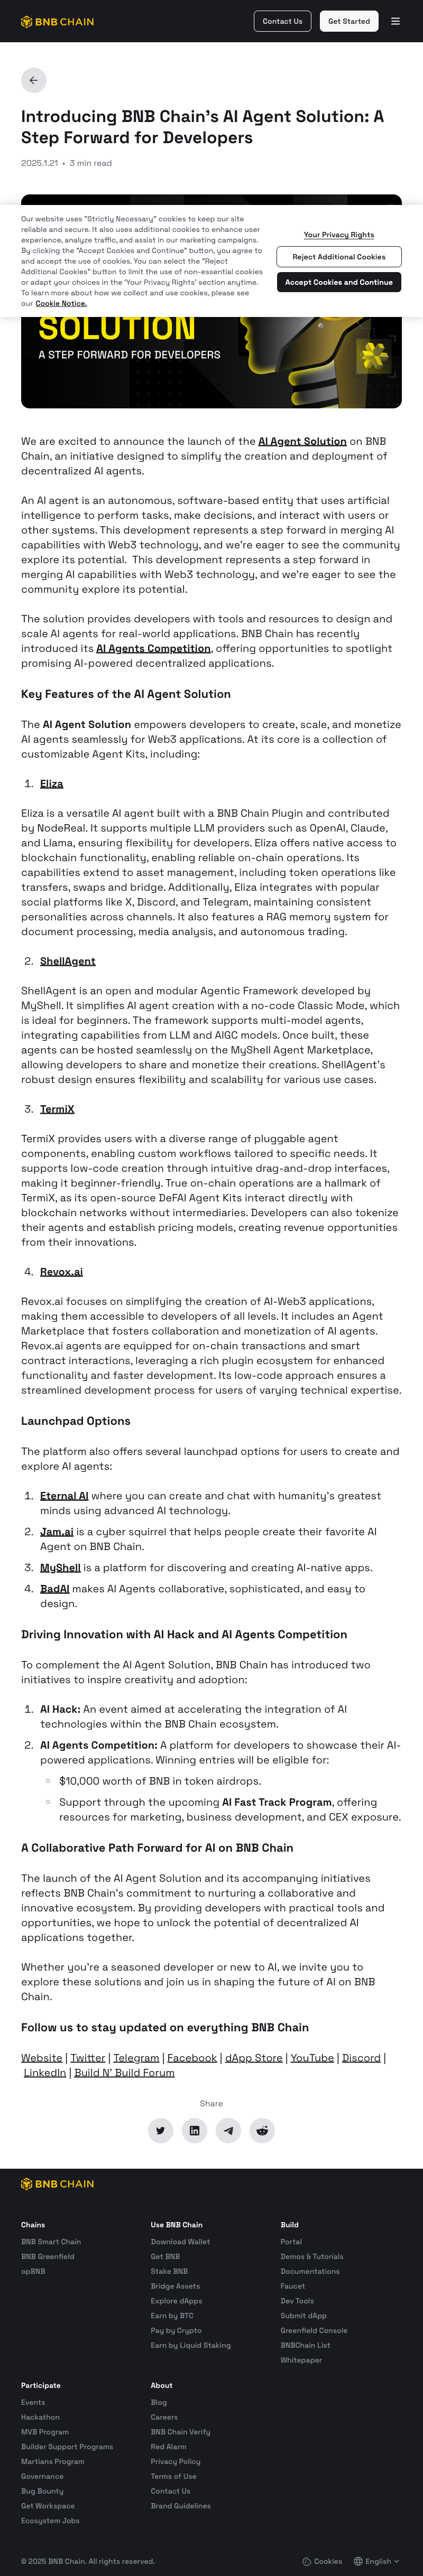 BNB CHAIN
Contact Us
Get Started
Introducing BNB Chain's AI Agent Solution: A
Step Forward for Developers
2025.1.21 • 3 min read
Our website uses "Strictly Necessary" cookies to keep our site
reliable and secure. It also uses additional cookies to enhance user
experience, analyze traffic, and assist in our marketing campaigns.
By clicking "Accept Cookies and Continue" button, you agree to
and accept the use of cookies. You can select the "Reject
Additional Cookies" button to limit the use of non-essential cookies
or adapt your choices in the 'Your Privacy Rights' section anytime.
To learn more about how we collect and use cookies, please see
our Cookie Notice.
Your Privacy Rights
Reject Additional Cookies
Accept Cookies and Continue
SOLUTION
A STEP FORWARD FOR DEVELOPERS
We are excited to announce the launch of the AI Agent Solution on BNB
Chain, an initiative designed to simplify the creation and deployment of
decentralized AI agents.
An AI agent is an autonomous, software-based entity that uses artificial
intelligence to perform tasks, make decisions, and interact with users or
other systems. This development represents a step forward in merging AI
capabilities with Web3 technology, and we're eager to see the community
explore its potential.  This development represents a step forward in
merging AI capabilities with Web3 technology, and we're eager to see the
community explore its potential.
The solution provides developers with tools and resources to design and
scale AI agents for real-world applications. BNB Chain has recently
introduced its AI Agents Competition, offering opportunities to spotlight
promising AI-powered decentralized applications.
Key Features of the AI Agent Solution
The AI Agent Solution empowers developers to create, scale, and monetize
AI agents seamlessly for Web3 applications. At its core is a collection of
customizable Agent Kits, including:
1. Eliza
Eliza is a versatile AI agent built with a BNB Chain Plugin and contributed
by NodeReal. It supports multiple LLM providers such as OpenAI, Claude,
and Llama, ensuring flexibility for developers. Eliza offers native access to
blockchain functionality, enabling reliable on-chain operations. Its
capabilities extend to asset management, including token operations like
transfers, swaps and bridge. Additionally, Eliza integrates with popular
social platforms like X, Discord, and Telegram, maintaining consistent
personalities across channels. It also features a RAG memory system for
document processing, media analysis, and autonomous trading.
2. ShellAgent
ShellAgent is an open and modular Agentic Framework developed by
MyShell. It simplifies AI agent creation with a no-code Classic Mode, which
is ideal for beginners. The framework supports multi-model agents,
integrating capabilities from LLM and AIGC models. Once built, these
agents can be hosted seamlessly on the MyShell Agent Marketplace,
allowing developers to share and monetize their creations. ShellAgent's
robust design ensures flexibility and scalability for various use cases.
3. TermiX
TermiX provides users with a diverse range of pluggable agent
components, enabling custom workflows tailored to specific needs. It
supports low-code creation through intuitive drag-and-drop interfaces,
making it beginner-friendly. True on-chain operations are a hallmark of
TermiX, as its open-source DeFAI Agent Kits interact directly with
blockchain networks without intermediaries. Developers can also tokenize
their agents and establish pricing models, creating revenue opportunities
from their innovations.
4. Revox.ai
Revox.ai focuses on simplifying the creation of AI-Web3 applications,
making them accessible to developers of all levels. It includes an Agent
Marketplace that fosters collaboration and monetization of AI agents.
Revox.ai agents are equipped for on-chain transactions and smart
contract interactions, leveraging a rich plugin ecosystem for enhanced
functionality and faster development. Its low-code approach ensures a
streamlined development process for users of varying technical expertise.
Launchpad Options
The platform also offers several launchpad options for users to create and
explore AI agents:
1. Eternal AI where you can create and chat with humanity's greatest
minds using advanced AI technology.
2. Jam.ai is a cyber squirrel that helps people create their favorite AI
Agent on BNB Chain.
3. MyShell is a platform for discovering and creating AI-native apps.
4. BadAI makes AI Agents collaborative, sophisticated, and easy to
design.
Driving Innovation with AI Hack and AI Agents Competition
To complement the AI Agent Solution, BNB Chain has introduced two
initiatives to inspire creativity and adoption:
1. AI Hack: An event aimed at accelerating the integration of AI
technologies within the BNB Chain ecosystem.
2. AI Agents Competition: A platform for developers to showcase their AI-
powered applications. Winning entries will be eligible for:
○ $10,000 worth of BNB in token airdrops.
○ Support through the upcoming AI Fast Track Program, offering
resources for marketing, business development, and CEX exposure.
A Collaborative Path Forward for AI on BNB Chain
The launch of the AI Agent Solution and its accompanying initiatives
reflects BNB Chain's commitment to nurturing a collaborative and
innovative ecosystem. By providing developers with practical tools and
opportunities, we hope to unlock the potential of decentralized AI
applications together.
Whether you're a seasoned developer or new to AI, we invite you to
explore these solutions and join us in shaping the future of AI on BNB
Chain.
Follow us to stay updated on everything BNB Chain
Website | Twitter | Telegram | Facebook | dApp Store | YouTube | Discord |
LinkedIn | Build N' Build Forum
Share
BNB CHAIN
Chains
BNB Smart Chain
BNB Greenfield
opBNB
Use BNB Chain
Download Wallet
Get BNB
Stake BNB
Bridge Assets
Explore dApps
Earn by BTC
Pay by Crypto
Earn by Liquid Staking
Build
Portal
Demos & Tutorials
Documentations
Faucet
Dev Tools
Submit dApp
Greenfield Console
BNBChain List
Whitepaper
Participate
Events
Hackathon
MVB Program
Builder Support Programs
Martians Program
Governance
Bug Bounty
Get Workspace
Ecosystem Jobs
About
Blog
Careers
BNB Chain Verify
Red Alarm
Privacy Policy
Terms of Use
Contact Us
Brand Guidelines
© 2025 BNB Chain. All rights reserved.
Cookies
English